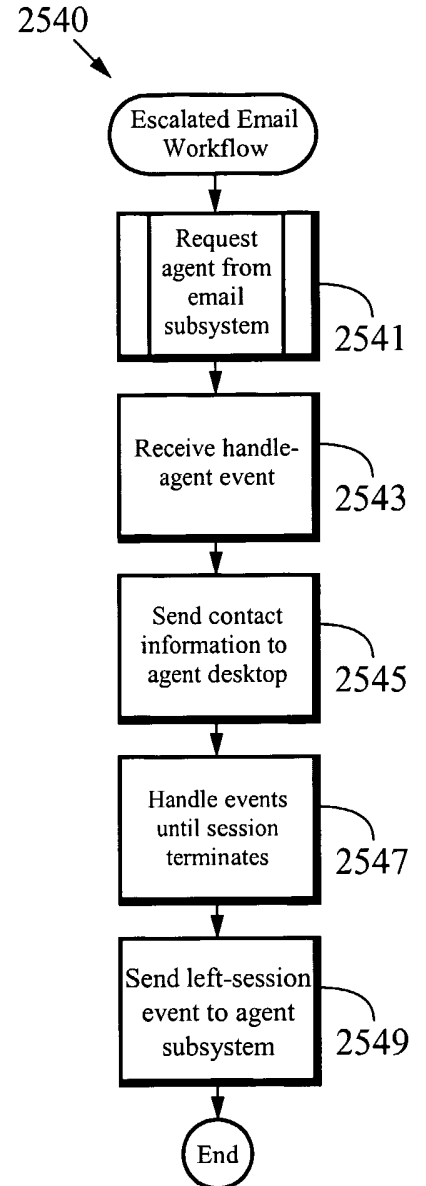 2540
Escalated Email
Workflow
Request
agent from
email
subsystem
2541
Receive handle-
agent event
2543
Send contact
information to
agent desktop
2545
Handle events
until session
terminates
2547
Send left-session
event to agent
subsystem
2549
End